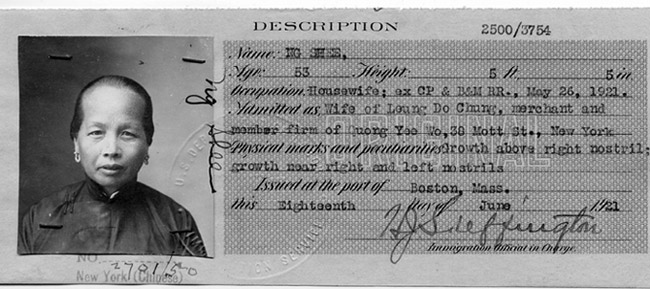 DESCRIPTION
2500/3754
Name: NG SHEE,
Age: 53 Height: 5 ft. 5 in
Occupation. Housewife; ex CP & B&M RR., May 26, 1921.
Admitted as Wife of Leung Do Chung, merchant and
member firm of Quong Yee Wo, 38 Mott St., New York
Physical marks and peculiarities Growth above right nostril;
growth near right and left nostrils
ORIGINAL
Issued at the port of Boston, Mass.
this Eighteenth Day of June 1921
Immigration Official in Charge.
Ng Shee
NO.
New York (Chinese)